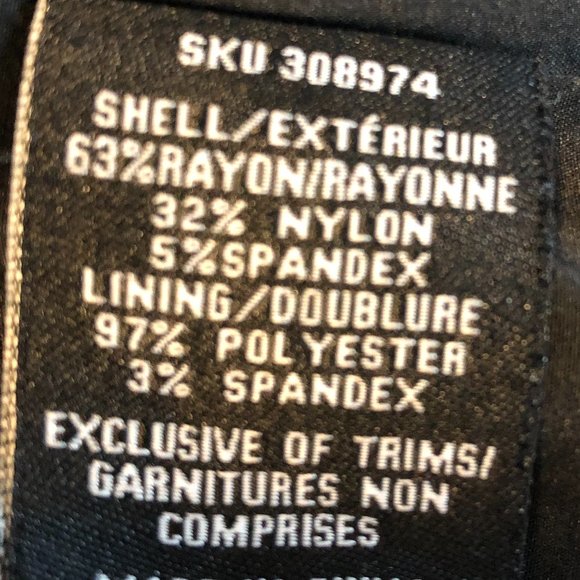 SKU 308974
SHELL/EXTÉRIEUR
63%RAYON/RAYONNE
32% NYLON
5%SPANDEX
LINING/DOUBLURE
97% POLYESTER
3% SPANDEX
EXCLUSIVE OF TRIMS/
GARNITURES NON
COMPRISES